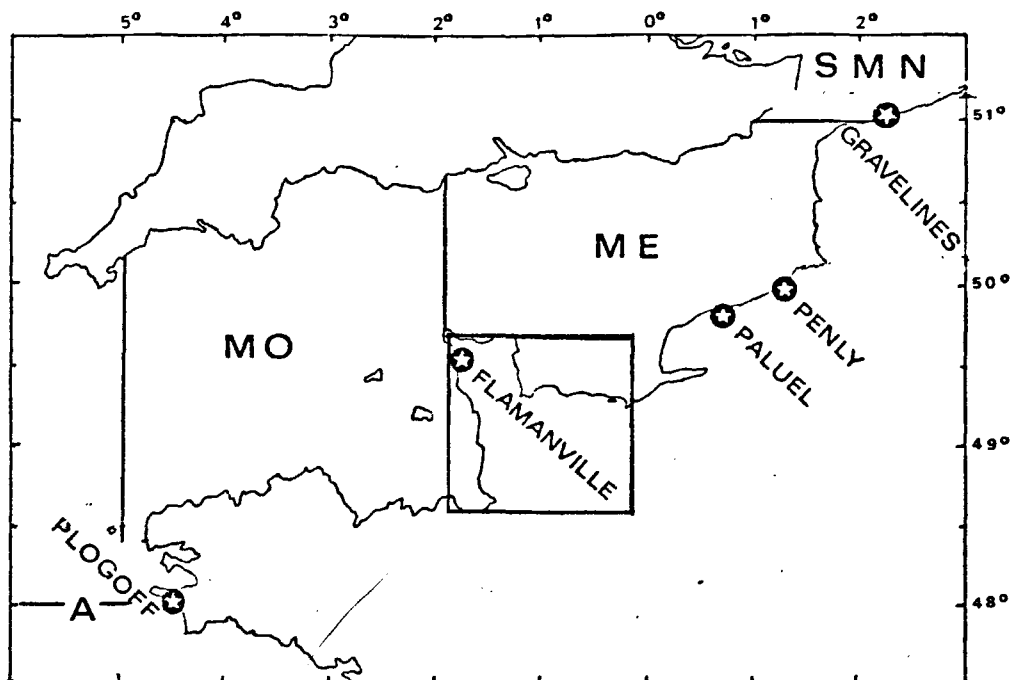 5° 4° 3° 2° 1° 0° 1° 2°
SMN
51°
GRAVELINES
ME
50°
PENLY
MO
PALUEL
FLAMANVILLE
49°
PLOGOFF
A
48°